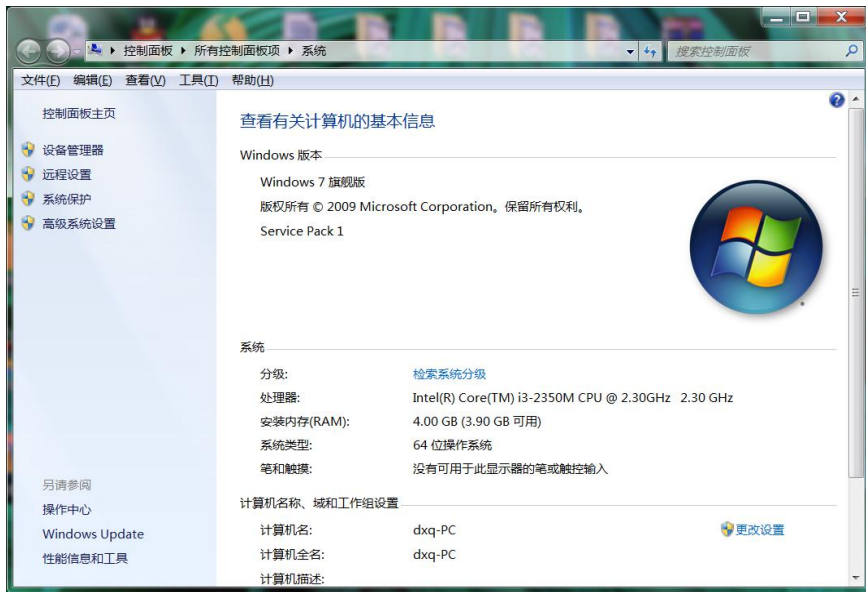 控制面板 ▸ 所有控制面板项 ▸ 系统
搜索控制面板
文件(F) 编辑(E) 查看(V) 工具(T) 帮助(H)
控制面板主页
设备管理器
远程设置
系统保护
高级系统设置
另请参阅
操作中心
Windows Update
性能信息和工具
查看有关计算机的基本信息
Windows 版本
Windows 7 旗舰版
版权所有 © 2009 Microsoft Corporation。保留所有权利。
Service Pack 1
系统
分级: 检索系统分级
处理器: Intel(R) Core(TM) i3-2350M CPU @ 2.30GHz 2.30 GHz
安装内存(RAM): 4.00 GB (3.90 GB 可用)
系统类型: 64 位操作系统
笔和触摸: 没有可用于此显示器的笔或触控输入
计算机名称、域和工作组设置
计算机名: dxq-PC 更改设置
计算机全名: dxq-PC
计算机描述: